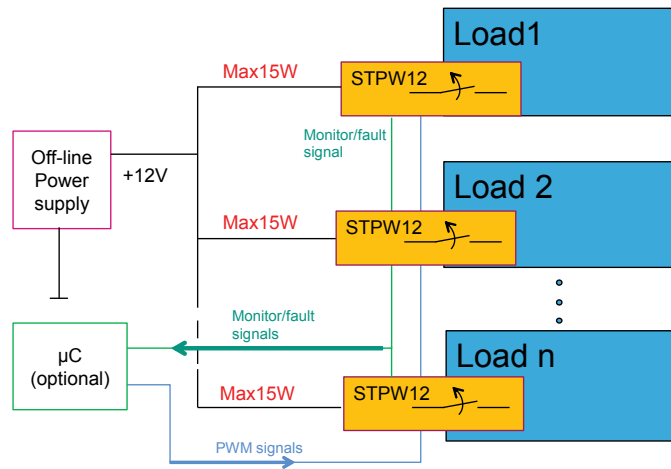 Load1
Max15W
STPW12
Monitor/fault
signal
Off-line
Power
supply
+12V
Load 2
Max15W
STPW12
Monitor/fault
signals
µC
(optional)
Load n
Max15W
STPW12
PWM signals